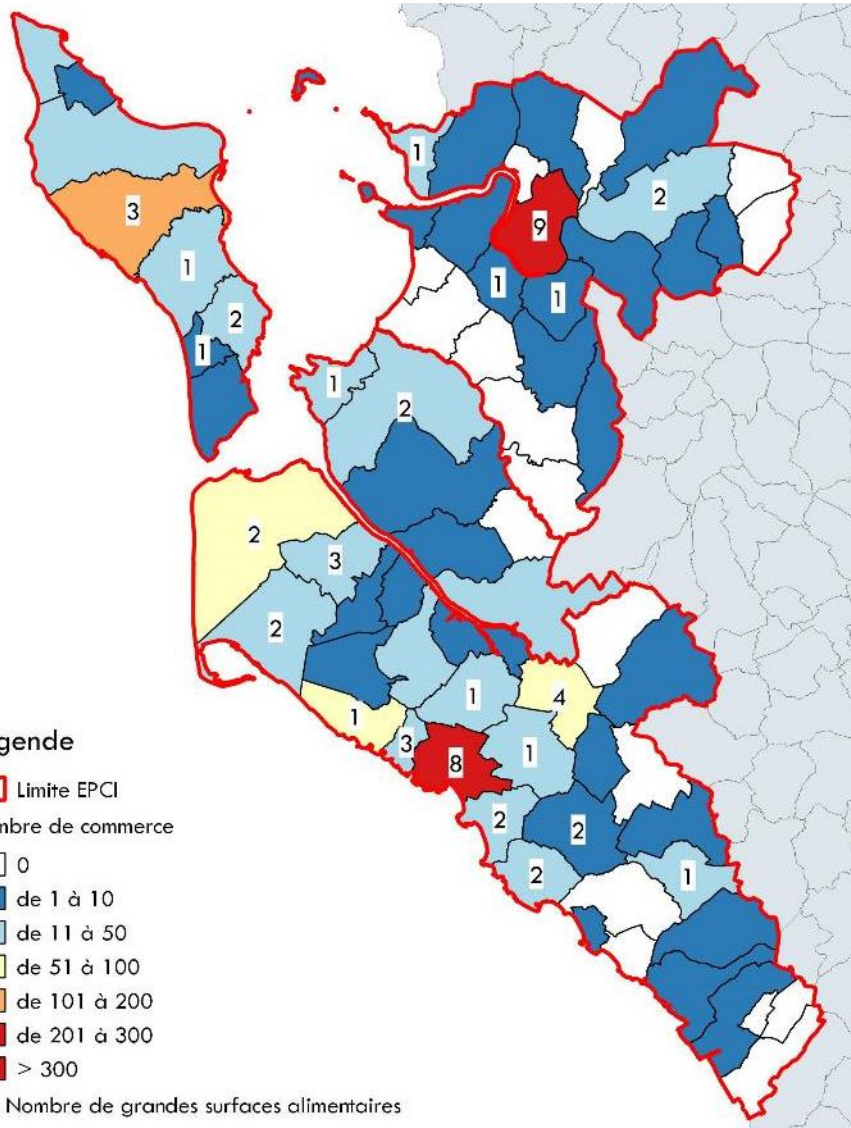 1
2
3
9
1
1
1
2
1
1
2
2
3
2
1
4
1
3
1
8
2
2
2
1
gende
Limite EPCI
mbre de commerce
0
de 1 à 10
de 11 à 50
de 51 à 100
de 101 à 200
de 201 à 300
> 300
Nombre de grandes surfaces alimentaires